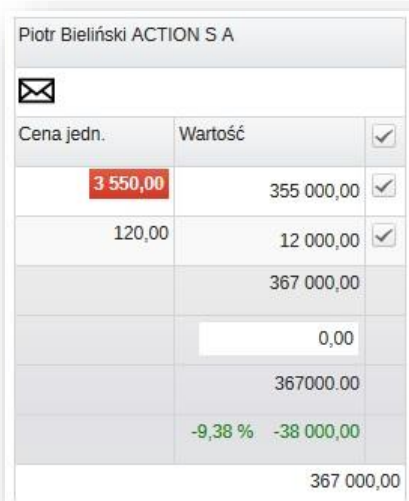 Piotr Bieliński ACTION S A
Cena jedn. Wartość
3 550,00 355 000,00
120,00 12 000,00
367 000,00
0,00
367000.00
-9,38 % -38 000,00
367 000,00